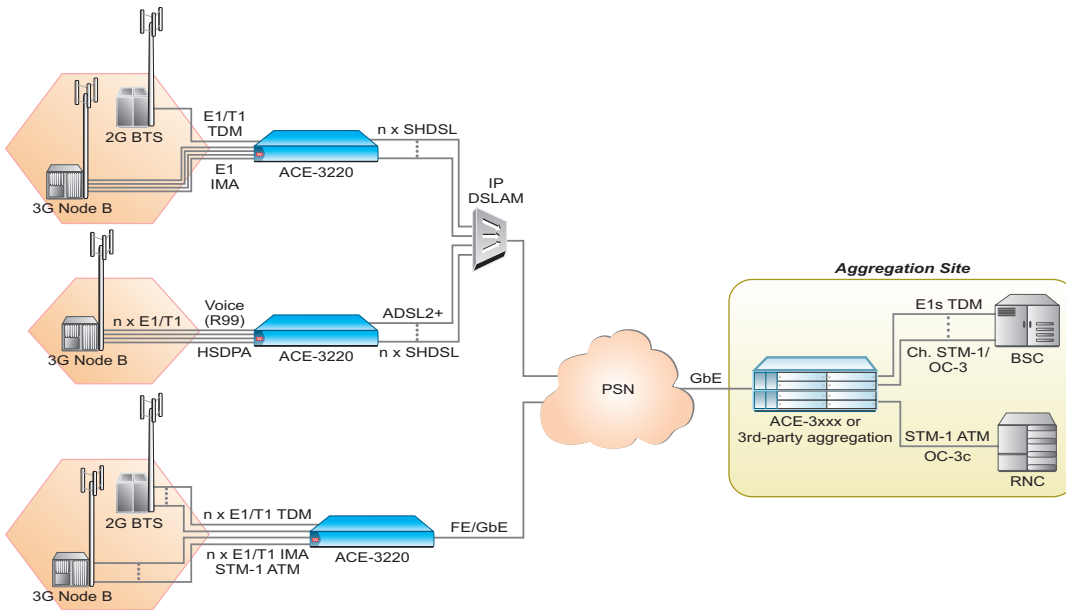 2G BTS
E1/T1
TDM
n x SHDSL
E1
IMA
ACE-3220
3G Node B
IP
DSLAM
n x E1/T1
Voice
(R99)
HSDPA
ACE-3220
ADSL2+
n x SHDSL
3G Node B
PSN
GbE
Aggregation Site
E1s TDM
BSC
Ch. STM-1/
OC-3
ACE-3xxx or
3rd-party aggregation
STM-1 ATM
OC-3c
RNC
2G BTS
n x E1/T1 TDM
FE/GbE
n x E1/T1 IMA
STM-1 ATM
ACE-3220
3G Node B